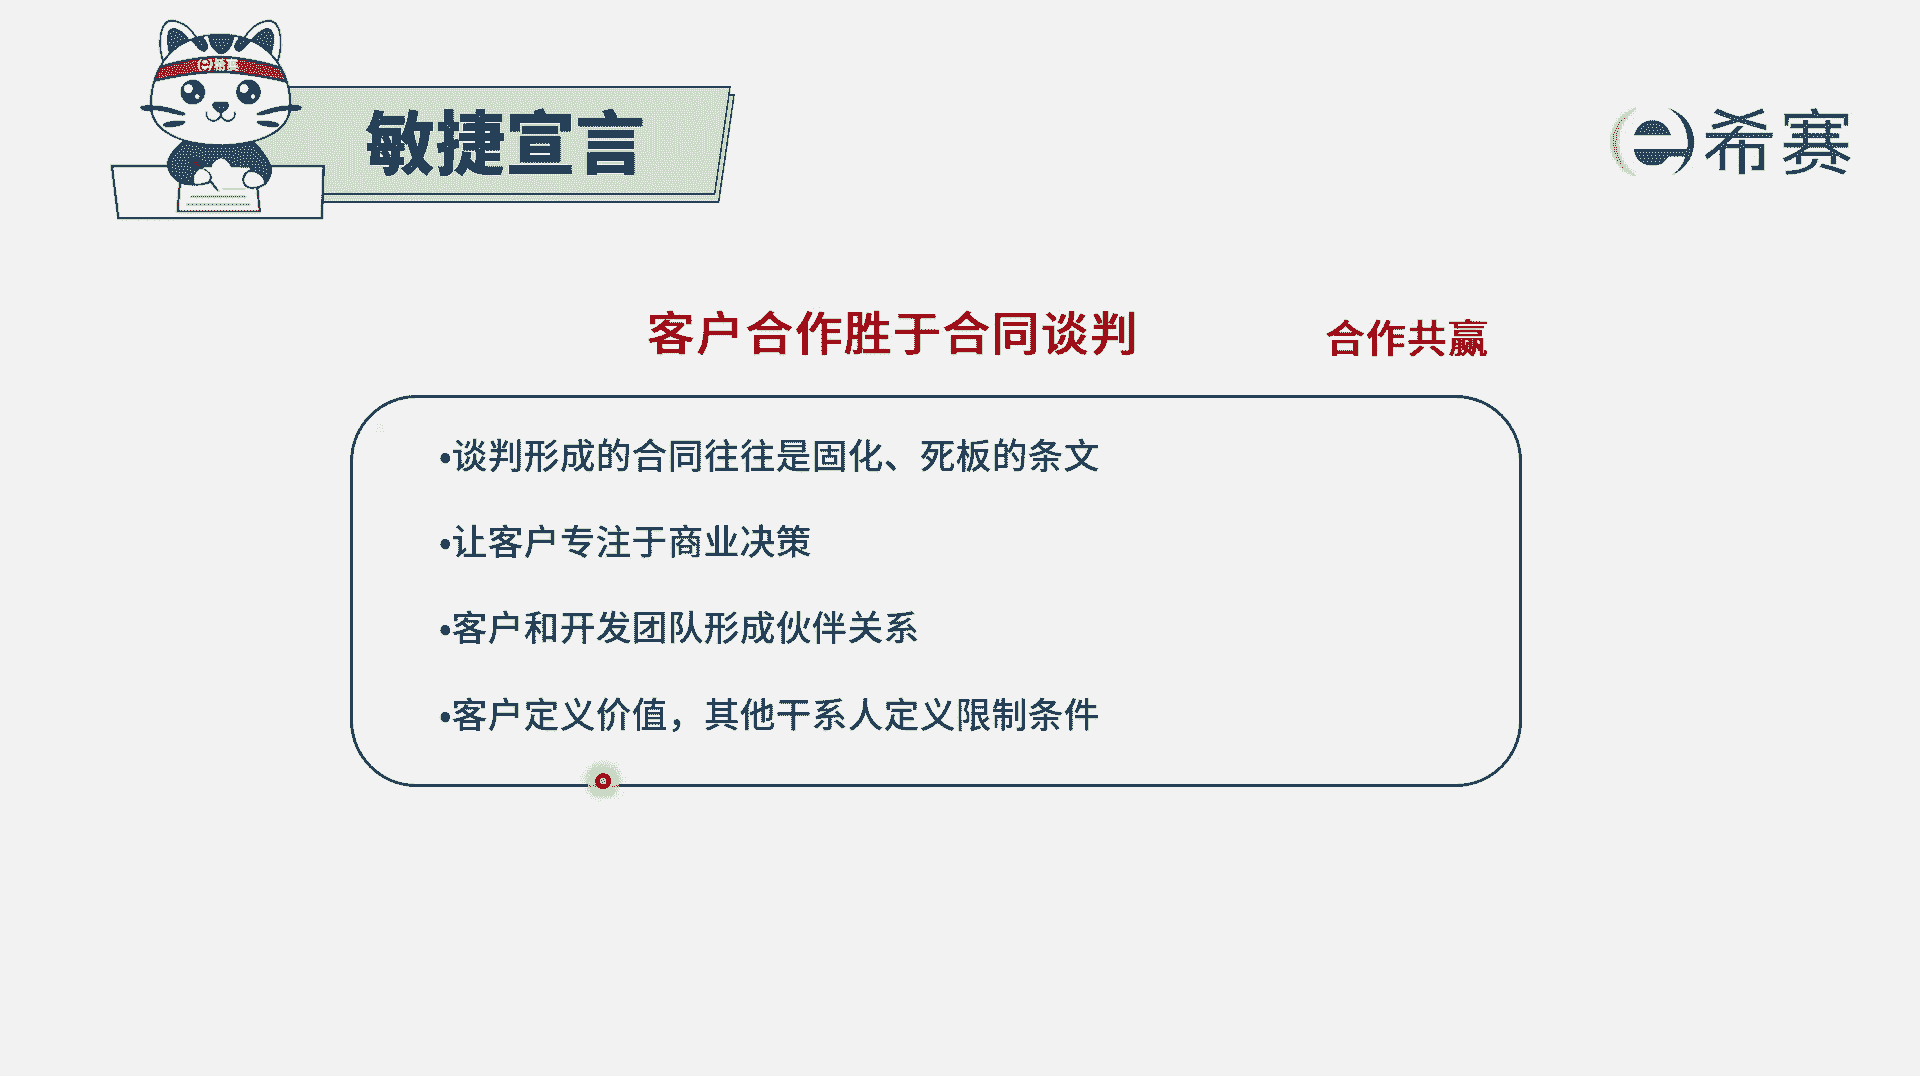 希赛
敏捷宣言
希赛
客户合作胜于合同谈判
合作共赢
•谈判形成的合同往往是固化、死板的条文
•让客户专注于商业决策
•客户和开发团队形成伙伴关系
•客户定义价值，其他干系人定义限制条件